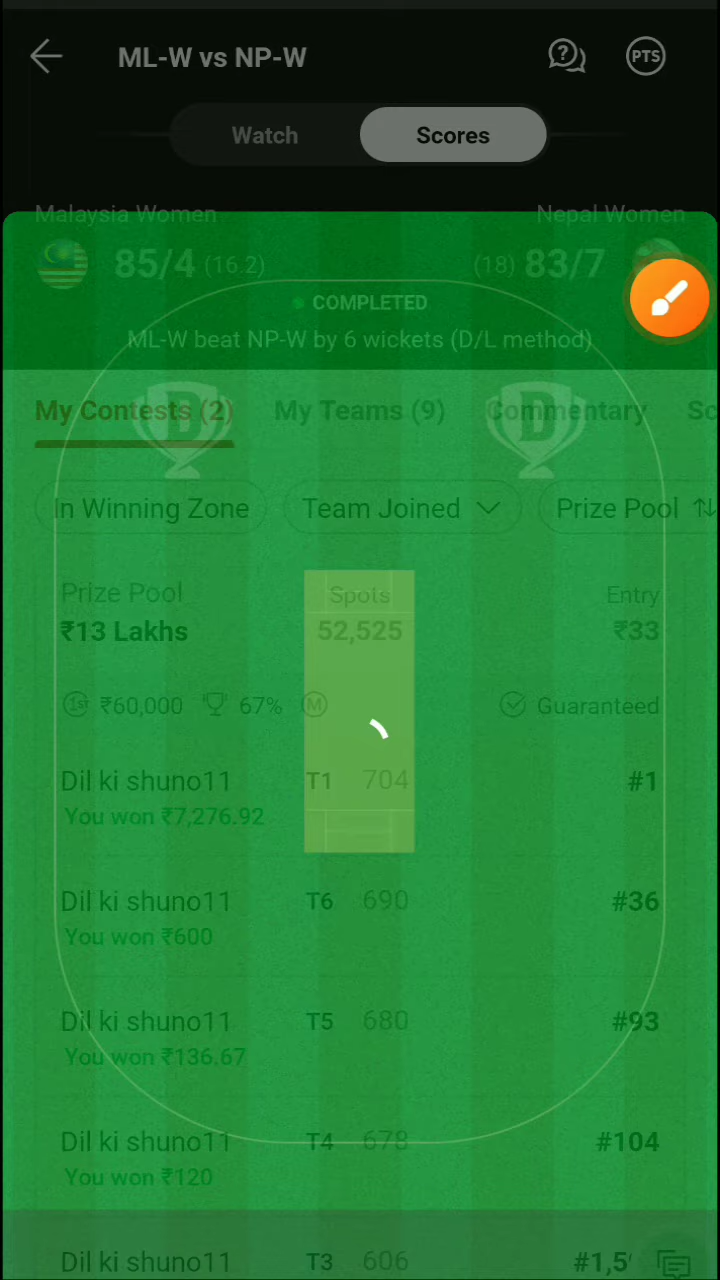 ML-W vs NP-W
PTS
Watch Scores
Malaysia Women Nepal Women
85/4 (16.2) (18) 83/7
COMPLETED
ML-W beat NP-W by 6 wickets (D/L method)
My Contests (2) My Teams (9) Commentary Sc
In Winning Zone Team Joined Prize Pool
Prize Pool Spots Entry
₹13 Lakhs 52,525 ₹33
1st ₹60,000 67% M Guaranteed
Dil ki shuno11 T1 704 #1
You won ₹7,276.92
Dil ki shuno11 T6 690 #36
You won ₹600
Dil ki shuno11 T5 680 #93
You won ₹136.67
Dil ki shuno11 T4 678 #104
You won ₹120
Dil ki shuno11 T3 606